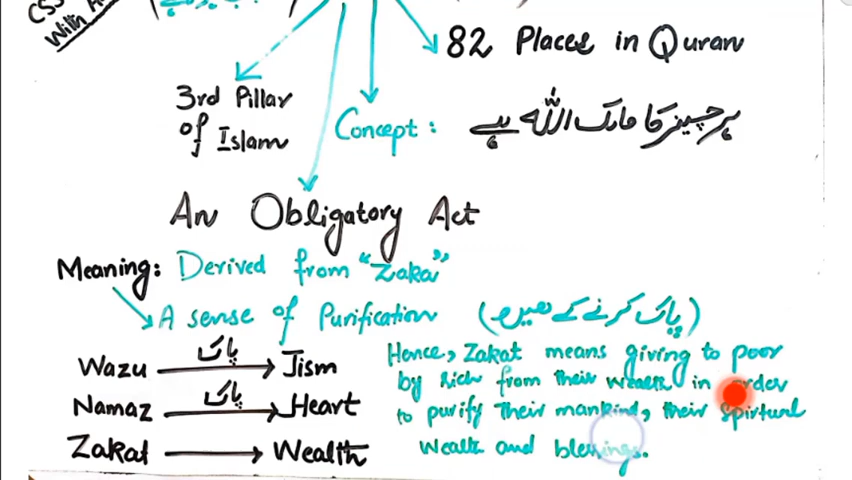 CSS
With
82 Places in Quran
3rd Pillar
of Islam
Concept : ہر چیز کا مالک اللہ ہے
An Obligatory Act
Meaning: Derived from "Zakai"
A sense of Purification (پاک کرنے کے
Wazu پاک Jism
Namaz پاک Heart
Zakat Wealth
Hence, Zakat means giving to poor
by Rich from their wealth in order
to purify their mankind, their spirtual
wealth and blessings.